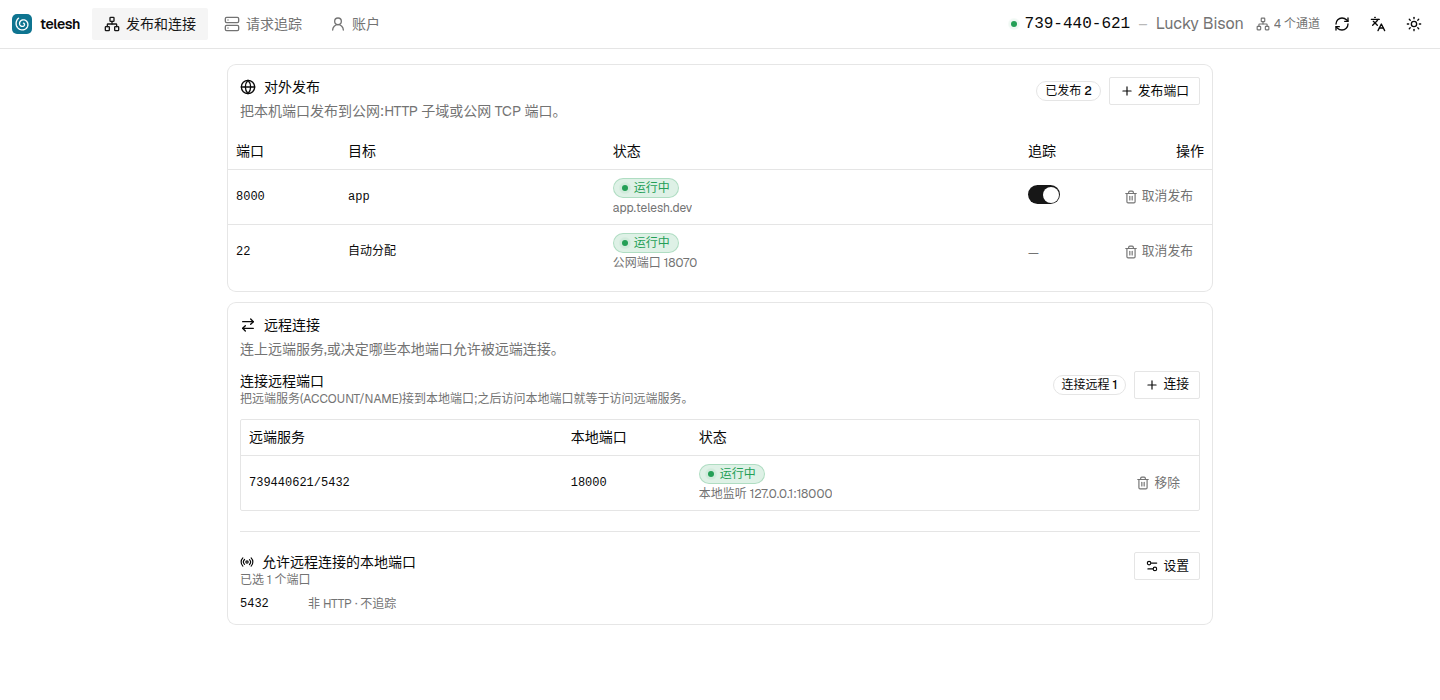 telesh 发布和连接 请求追踪 账户 739-440-621 – Lucky Bison 4 个通道
对外发布
把本机端口发布到公网:HTTP 子域或公网 TCP 端口。
已发布 2 发布端口
端口 目标 状态 追踪 操作
8000 app 运行中 取消发布
app.telesh.dev
22 自动分配 运行中 — 取消发布
公网端口 18070
远程连接
连上远端服务,或决定哪些本地端口允许被远端连接。
连接远程端口
把远端服务(ACCOUNT/NAME)接到本地端口;之后访问本地端口就等于访问远端服务。
连接远程 1 连接
远端服务 本地端口 状态
739440621/5432 18000 运行中 移除
本地监听 127.0.0.1:18000
允许远程连接的本地端口 设置
已选 1 个端口
5432 非 HTTP · 不追踪